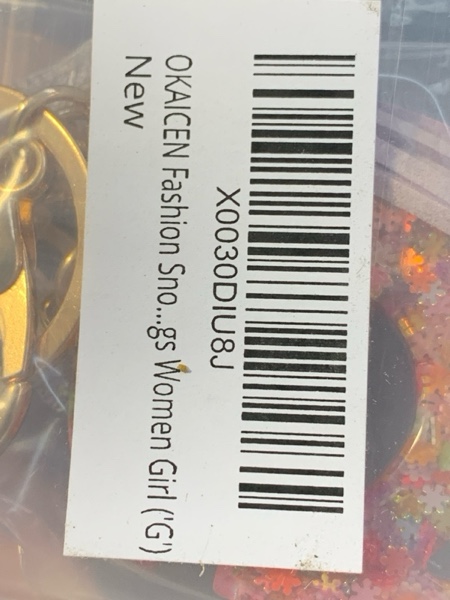 X0030DIU8J
OKAICEN Fashion Sno...gs Women Girl ('G')
New